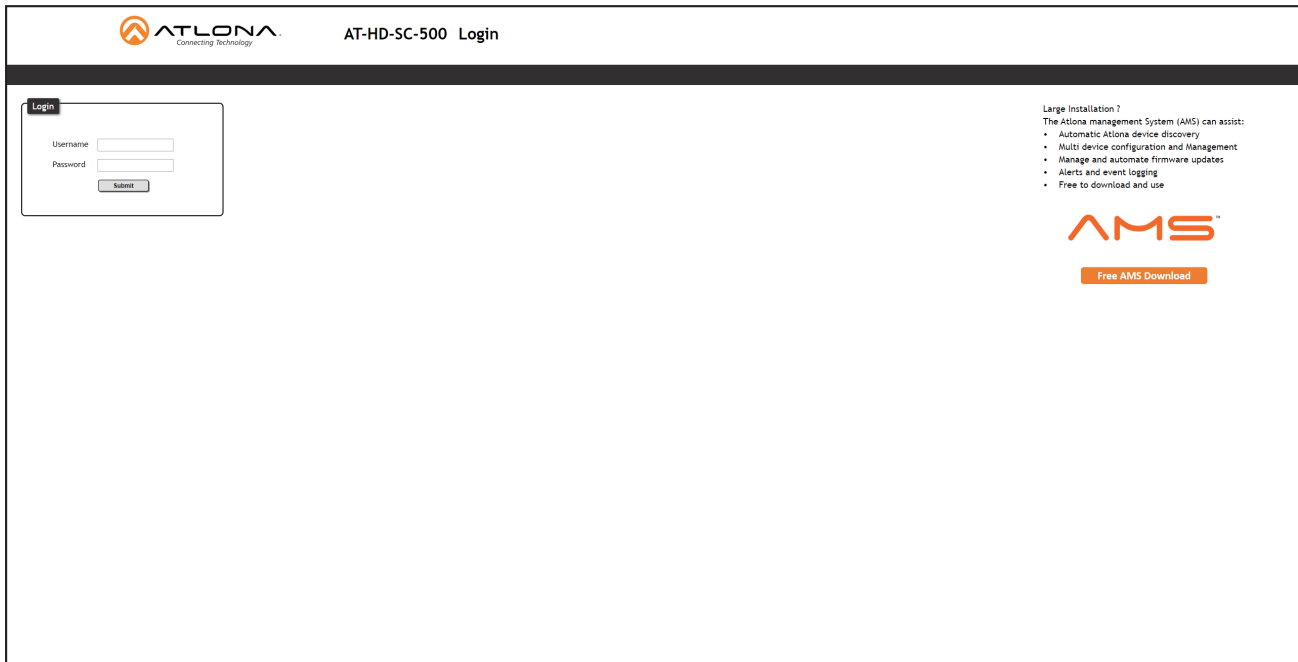 ATLONA.
Connecting Technology
AT-HD-SC-500 Login
Login
Username
Password
Submit
Large Installation ?
The Atlona management System (AMS) can assist:
• Automatic Atlona device discovery
• Multi device configuration and Management
• Manage and automate firmware updates
• Alerts and event logging
• Free to download and use
AMS™
Free AMS Download